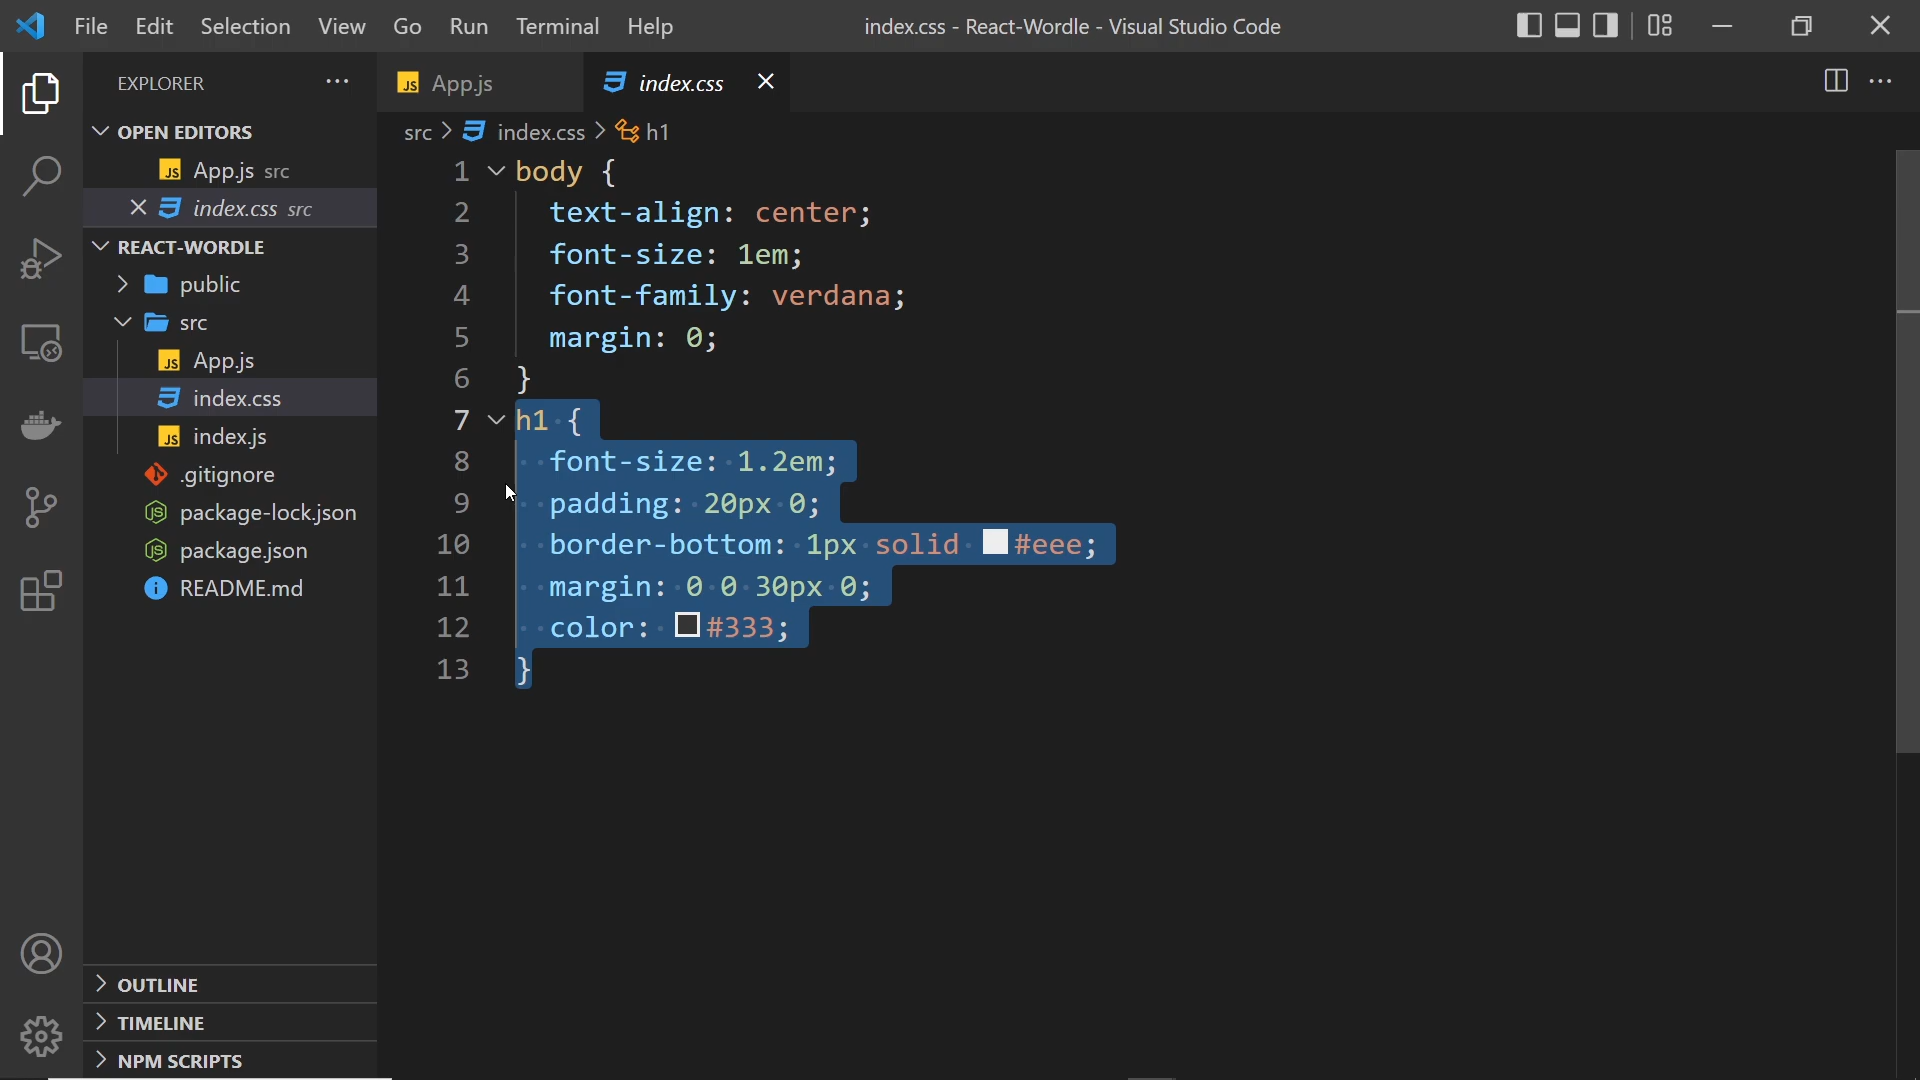 File Edit Selection View Go Run Terminal Help index.css - React-Wordle - Visual Studio Code
EXPLORER
OPEN EDITORS
App.js src
index.css src
REACT-WORDLE
public
src
App.js
index.css
index.js
.gitignore
package-lock.json
package.json
README.md
OUTLINE
TIMELINE
NPM SCRIPTS
App.js index.css
src > index.css > h1
1 body {
2 text-align: center;
3 font-size: 1em;
4 font-family: verdana;
5 margin: 0;
6 }
7 h1 {
8 font-size: 1.2em;
9 padding: 20px 0;
10 border-bottom: 1px solid #eee;
11 margin: 0 0 30px 0;
12 color: #333;
13 }